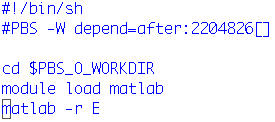 #!/bin/sh
#PBS -W depend=after:2204826[]

cd $PBS_O_WORKDIR
module load matlab
matlab -r E